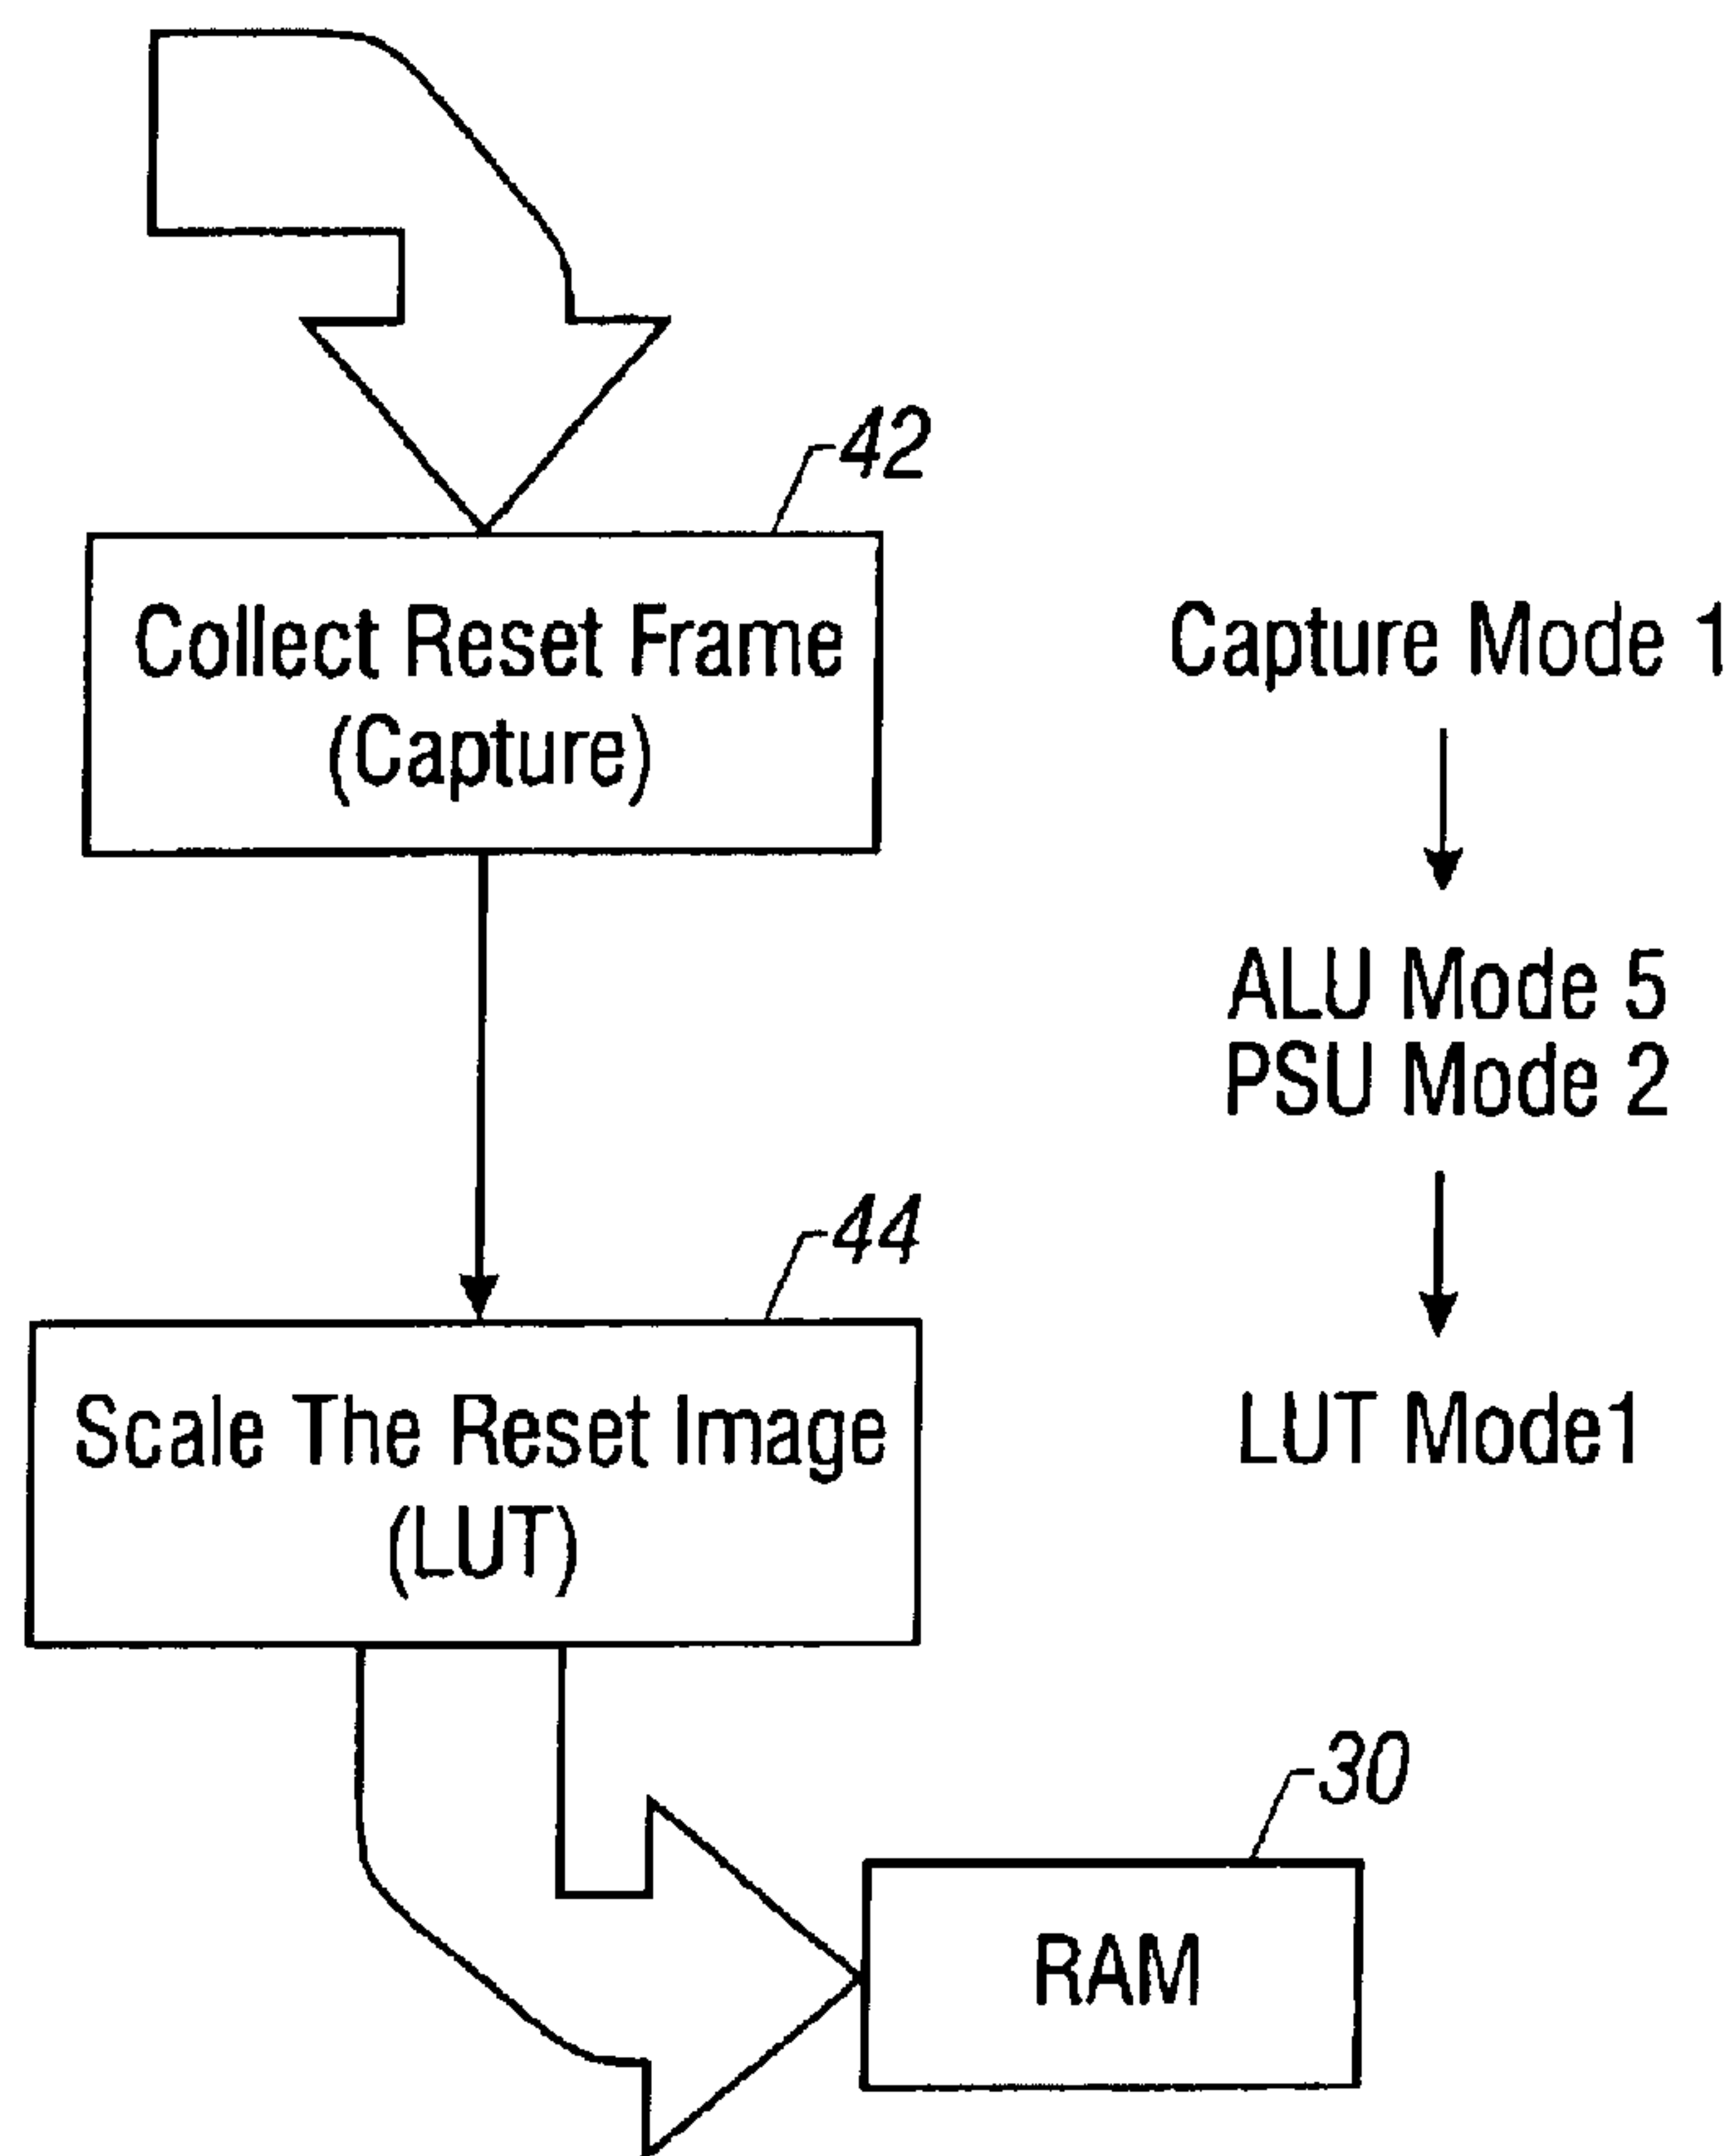 42
Collect Reset Frame
(Capture)
Capture Mode 1
ALU Mode 5
PSU Mode 2
44
Scale The Reset Image
(LUT)
LUT Mode1
30
RAM